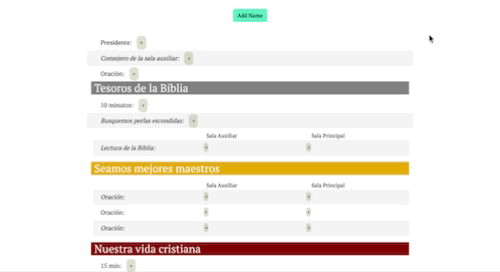 Add Name
Presidente: +
Consejero de la sala auxiliar: +
Oración: +
Tesoros de la Biblia
10 minutos: +
Busquemos perlas escondidas: +
Sala Auxiliar Sala Principal
Lectura de la Biblia: + +
Seamos mejores maestros
Sala Auxiliar Sala Principal
Oración: + +
Oración: + +
Oración: + +
Nuestra vida cristiana
15 min: +